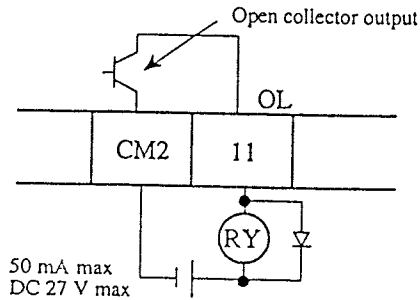 Open collector output
OL
CM2
11
RY
50 mA max
DC 27 V max